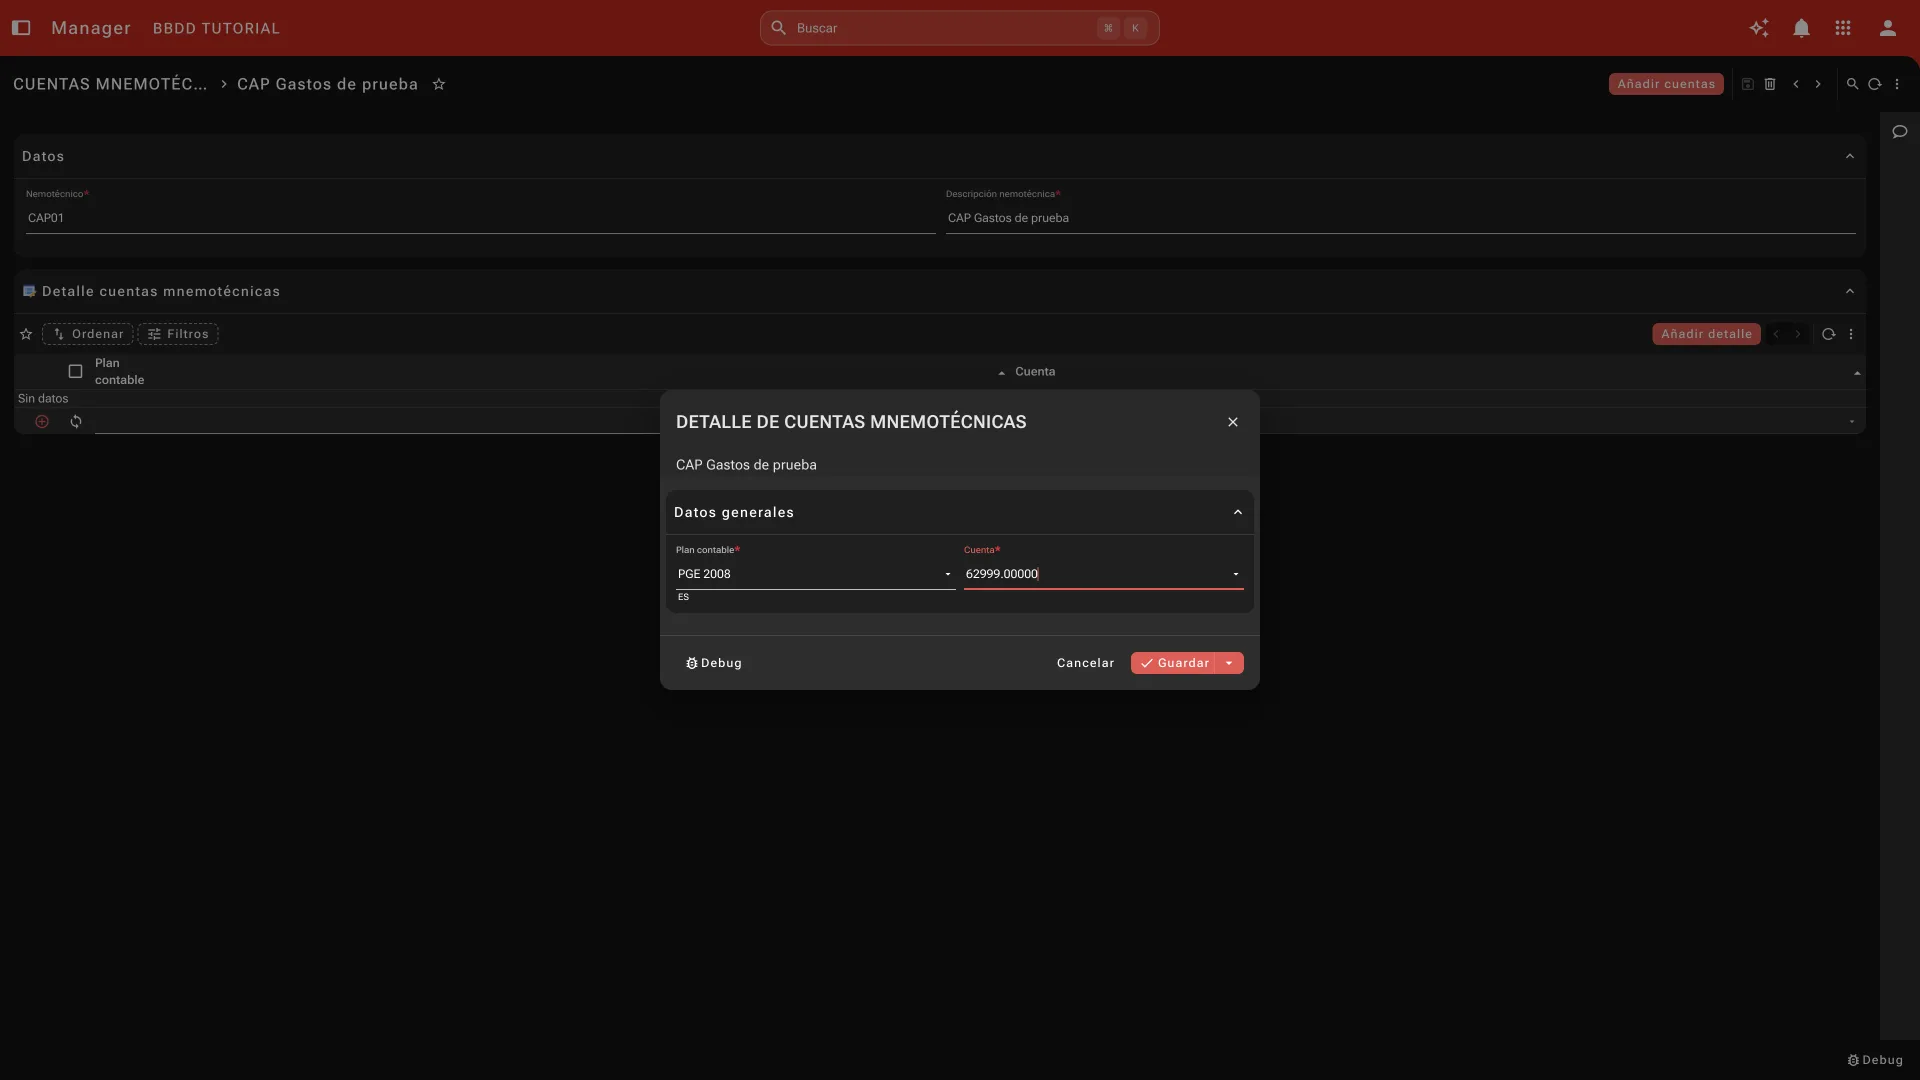 Manager BBDD TUTORIAL Buscar ⌘ K
CUENTAS MNEMOTÉC... > CAP Gastos de prueba Añadir cuentas
Datos
Nemotécnico* Descripción nemotécnica*
CAP01 CAP Gastos de prueba
Detalle cuentas mnemotécnicas
Ordenar Filtros Añadir detalle
Plan
contable
Cuenta
Sin datos
DETALLE DE CUENTAS MNEMOTÉCNICAS
CAP Gastos de prueba
Datos generales
Plan contable* Cuenta*
PGE 2008 62999.00000
ES
Debug Cancelar Guardar
Debug